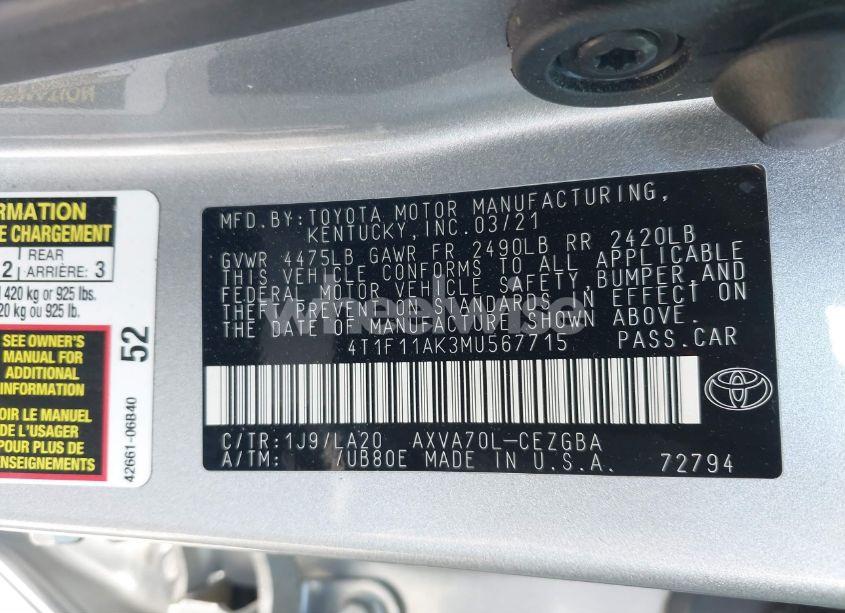 RMATION
E CHARGEMENT
2 REAR ARRIÈRE: 3
420 kg or 925 lbs.
20 kg ou 925 lb.
SEE OWNER'S
MANUAL FOR
ADDITIONAL
INFORMATION
OIR LE MANUEL
DE L'USAGER
POUR PLUS DE
RENSEIGNEMENTS
52
42661-06B40
MFD.BY:TOYOTA MOTOR MANUFACTURING,
KENTUCKY,INC.03/21
GVWR 4475LB GAWR FR 2490LB RR 2420LB
THIS VEHICLE CONFORMS TO ALL APPLICABLE
FEDERAL MOTOR VEHICLE SAFETY,BUMPER,AND
THEFT PREVENTION STANDARDS IN EFFECT ON
THE DATE OF MANUFACTURE SHOWN ABOVE.
4T1F11AK3MU567715 PASS.CAR
C/TR:1J9/LA20 AXVA70L-CEZGBA
A/TM: 7UB80E MADE IN U.S.A. 72794
wheelwise